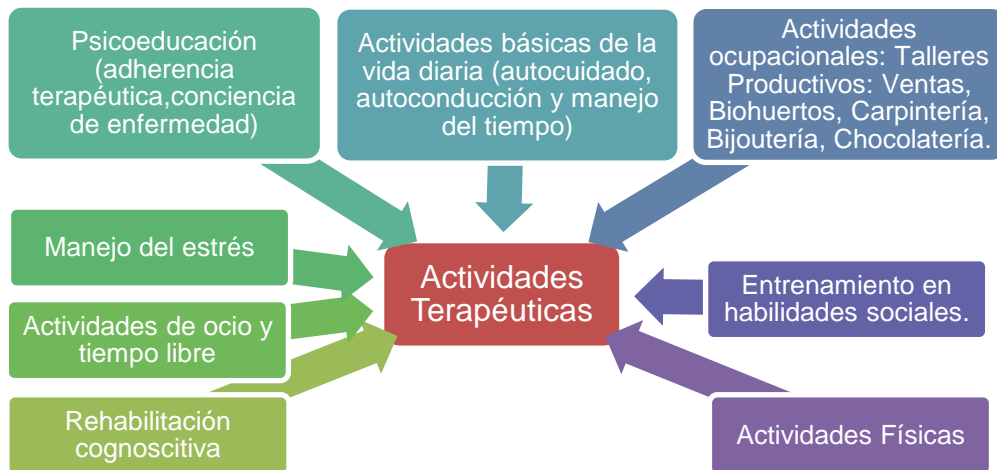 Psicoeducación
(adherencia
terapéutica,conciencia
de enfermedad)
Actividades básicas de la
vida diaria (autocuidado,
autoconducción y manejo
del tiempo)
Actividades
ocupacionales: Talleres
Productivos: Ventas,
Biohuertos, Carpintería,
Bijoutería, Chocolatería.
Manejo del estrés
Actividades
Terapéuticas
Entrenamiento en
habilidades sociales.
Actividades de ocio y
tiempo libre
Rehabilitación
cognoscitiva
Actividades Físicas